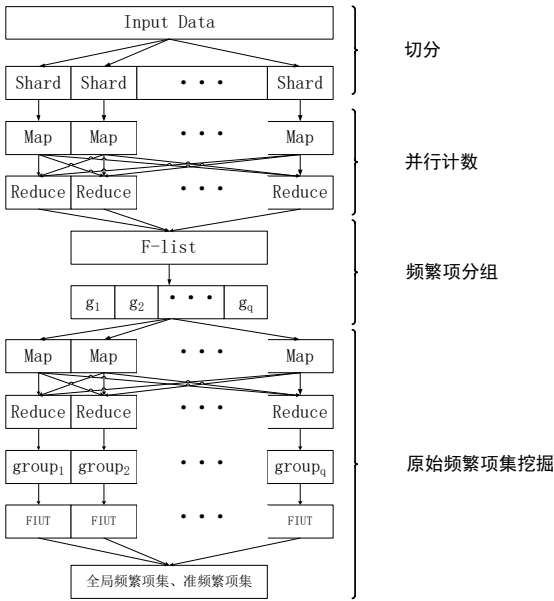 Input Data
切分
Shard Shard • • • Shard
Map Map • • • Map
并行计数
Reduce Reduce • • • Reduce
F-list
频繁项分组
g₁ g₂ • • • g_q
Map Map • • • Map
Reduce Reduce • • • Reduce
group₁ group₂ • • • group_q
原始频繁项集挖掘
FIUT FIUT • • • FIUT
全局频繁项集、准频繁项集